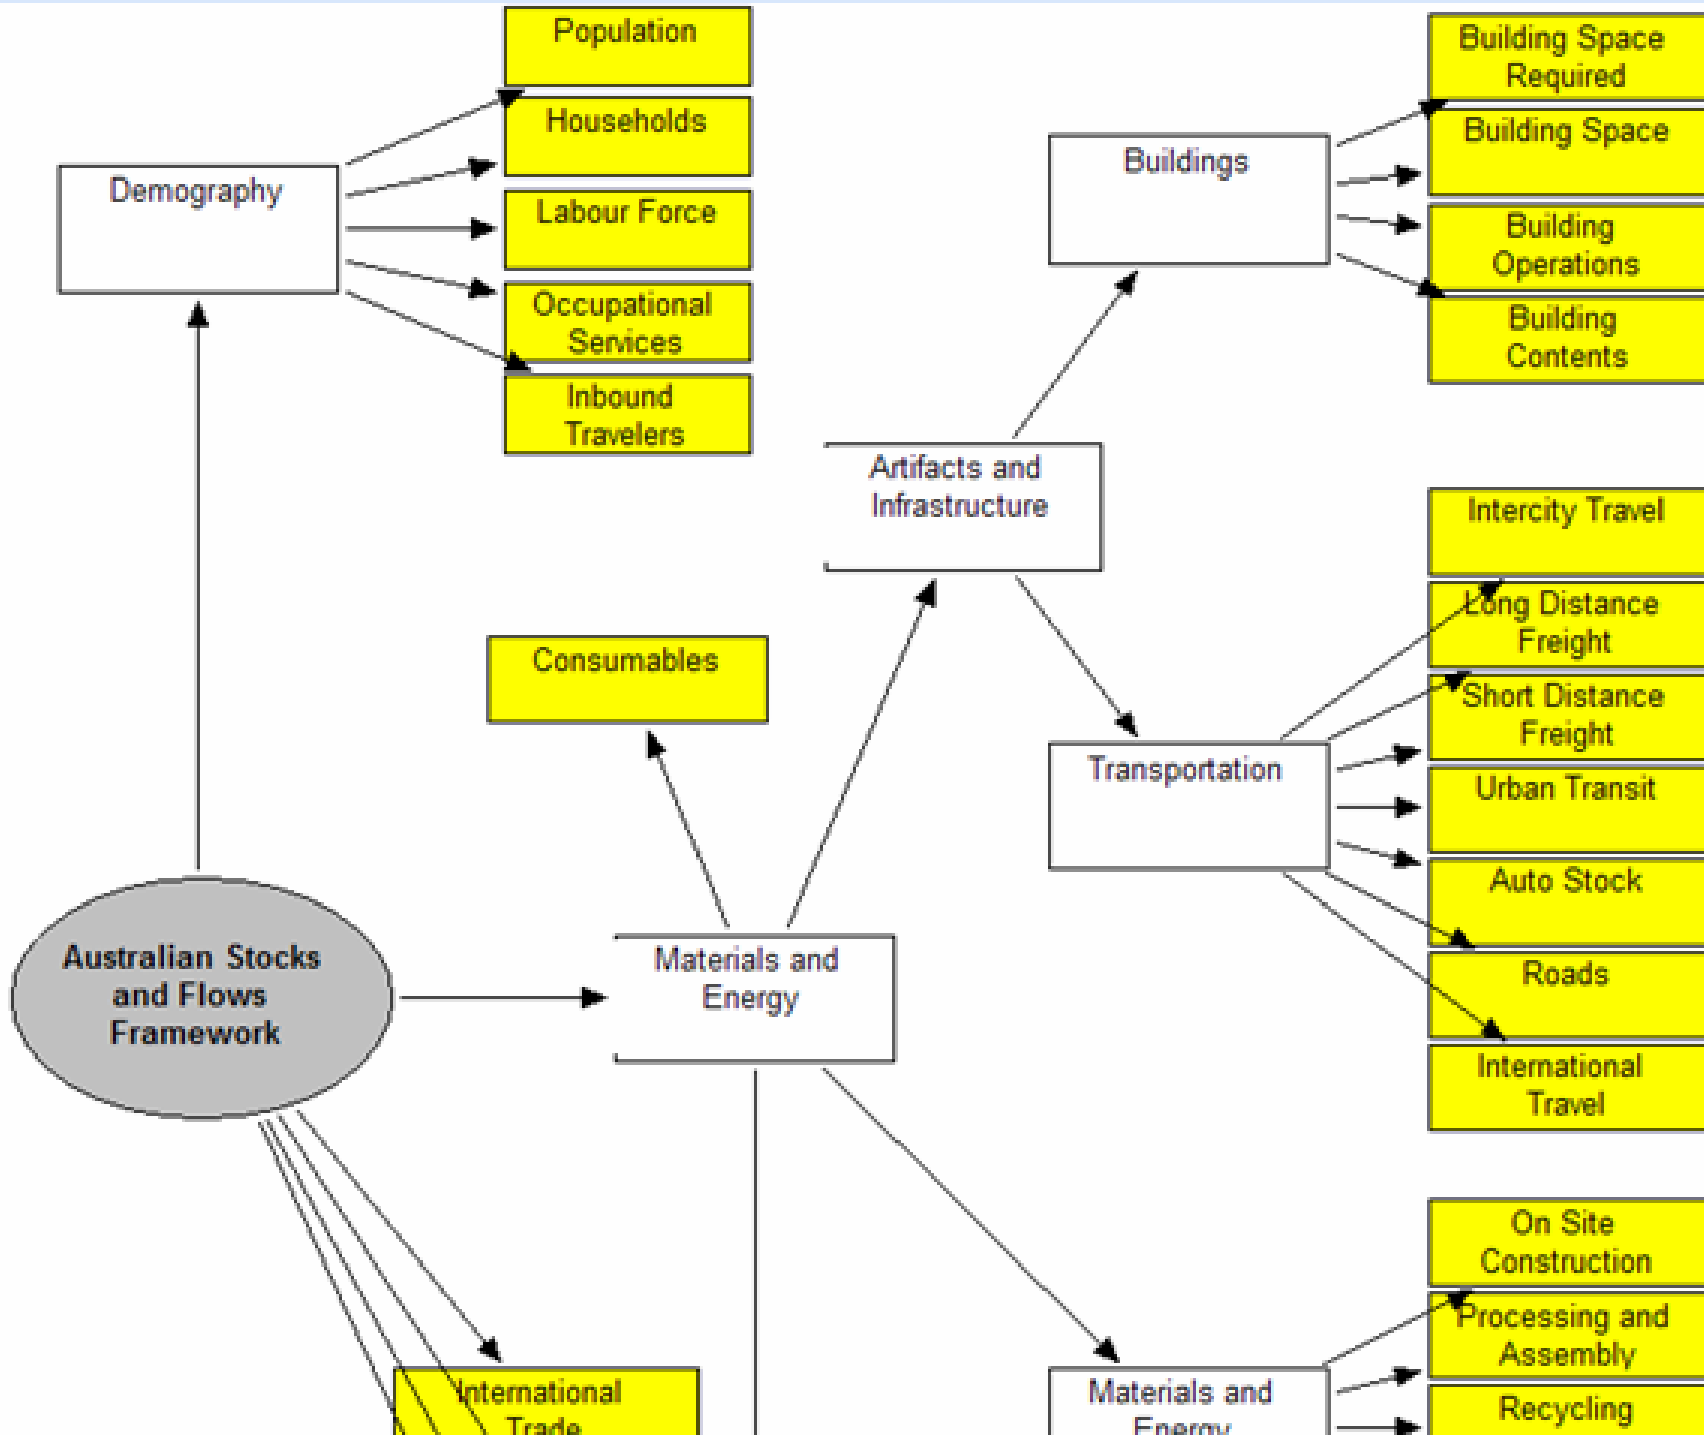 Population
Households
Labour Force
Occupational
Services
Inbound
Travelers
Demography
Building Space
Required
Building Space
Building
Operations
Building
Contents
Buildings
Artifacts and
Infrastructure
Intercity Travel
Long Distance
Freight
Short Distance
Freight
Urban Transit
Auto Stock
Roads
International
Travel
Transportation
Consumables
Materials and
Energy
Australian Stocks
and Flows
Framework
On Site
Construction
Processing and
Assembly
Recycling
International
Trade
Materials and
Energy